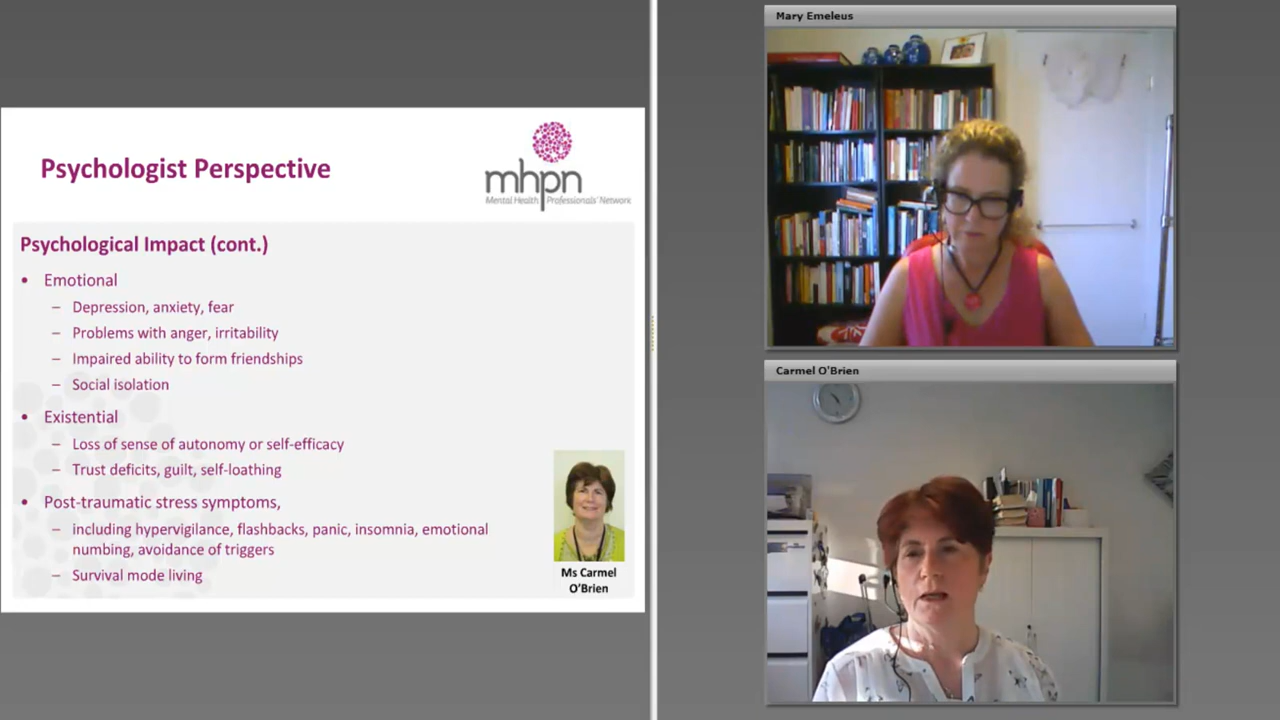 Psychologist Perspective
mhpn
Mental Health Professionals' Network
Psychological Impact (cont.)
• Emotional
– Depression, anxiety, fear
– Problems with anger, irritability
– Impaired ability to form friendships
– Social isolation
• Existential
– Loss of sense of autonomy or self-efficacy
– Trust deficits, guilt, self-loathing
• Post-traumatic stress symptoms,
– including hypervigilance, flashbacks, panic, insomnia, emotional
numbing, avoidance of triggers
– Survival mode living
Ms Carmel
O'Brien
Mary Emeleus
Carmel O'Brien